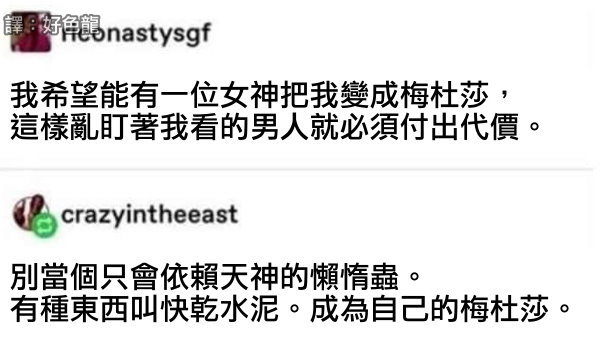 譯：好色龍
riconastysgf
我希望能有一位女神把我變成梅杜莎，
這樣亂盯著我看的男人就必須付出代價。
crazyintheeast
別當個只會依賴天神的懶惰蟲。
有種東西叫快乾水泥。成為自己的梅杜莎。